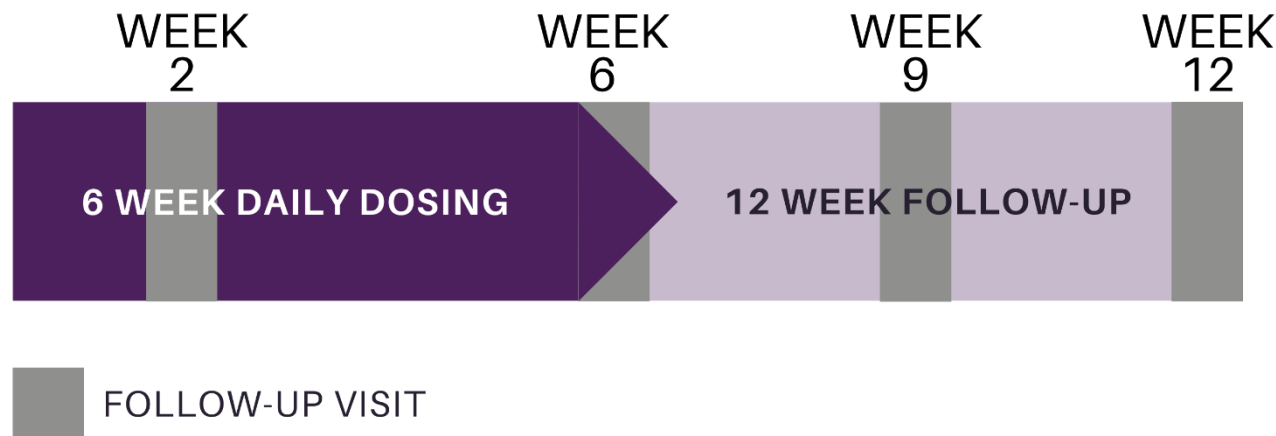 WEEK
2
WEEK
6
WEEK
9
WEEK
12
6 WEEK DAILY DOSING
12 WEEK FOLLOW-UP
FOLLOW-UP VISIT